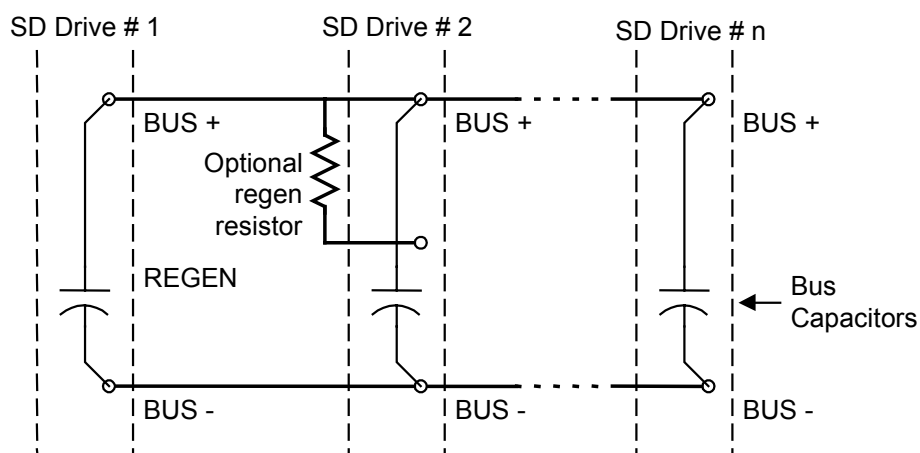 SD Drive # 1
SD Drive # 2
SD Drive # n
BUS +
BUS +
BUS +
Optional
regen
resistor
REGEN
Bus
Capacitors
BUS -
BUS -
BUS -